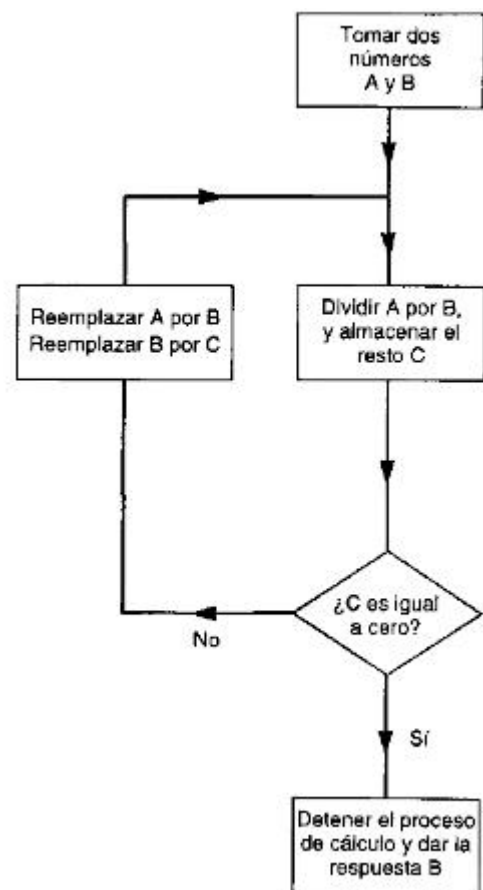 Tomar dos
números
A y B
Reemplazar A por B
Reemplazar B por C
Dividir A por B,
y almacenar el
resto C
¿C es igual
a cero?
No
Sí
Detener el proceso
de cálculo y dar la
respuesta B